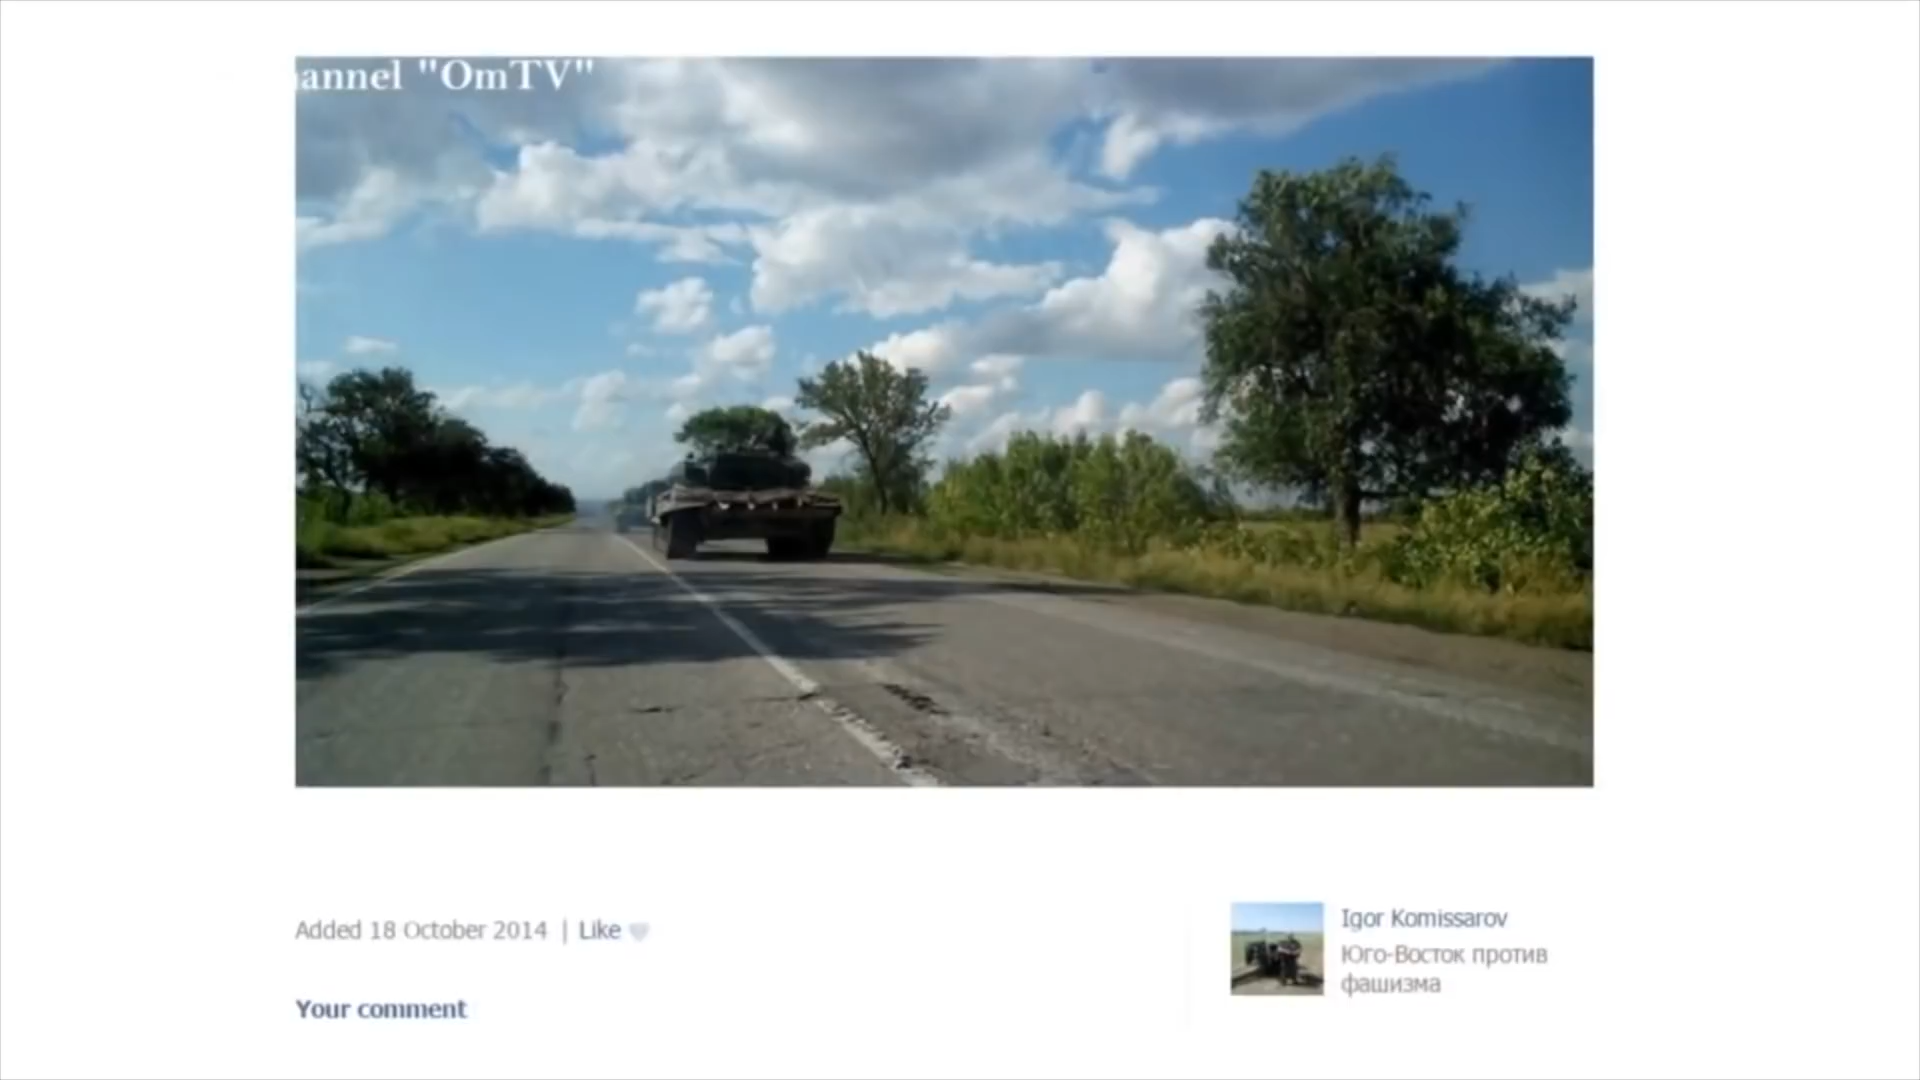 annel "OmTV"
Added 18 October 2014 | Like
Igor Komissarov
Юго-Восток против
фашизма
Your comment